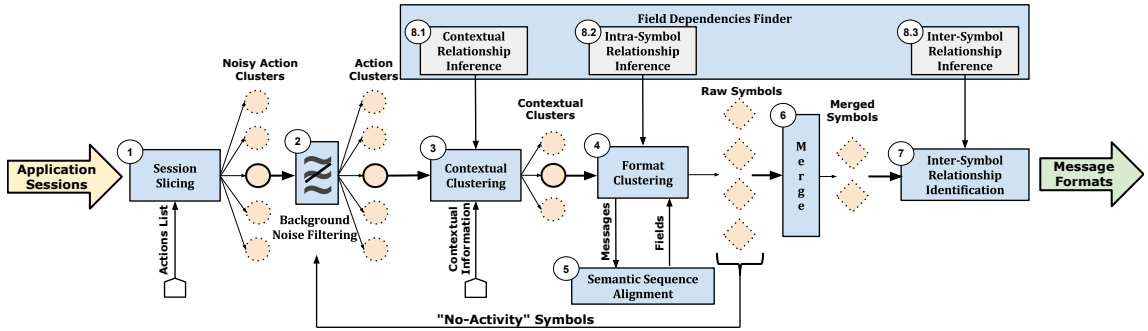 Field Dependencies Finder
8.1
Contextual
Relationship
Inference
8.2
Intra-Symbol
Relationship
Inference
8.3
Inter-Symbol
Relationship
Inference
Noisy Action
Clusters
Action
Clusters
Contextual
Clusters
Raw Symbols
Merged
Symbols
Application
Sessions
1
Session
Slicing
Actions List
2
Background
Noise Filtering
3
Contextual
Clustering
Contextual
Information
4
Format
Clustering
Messages
Fields
5
Semantic Sequence
Alignment
6
Merge
7
Inter-Symbol
Relationship
Identification
Message
Formats
"No-Activity" Symbols